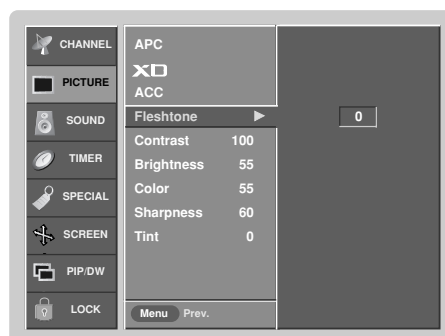 CHANNEL
PICTURE
SOUND
TIMER
SPECIAL
SCREEN
PIP/DW
LOCK
APC
XD
ACC
Fleshtone ▶ 0
Contrast 100
Brightness 55
Color 55
Sharpness 60
Tint 0
Menu Prev.